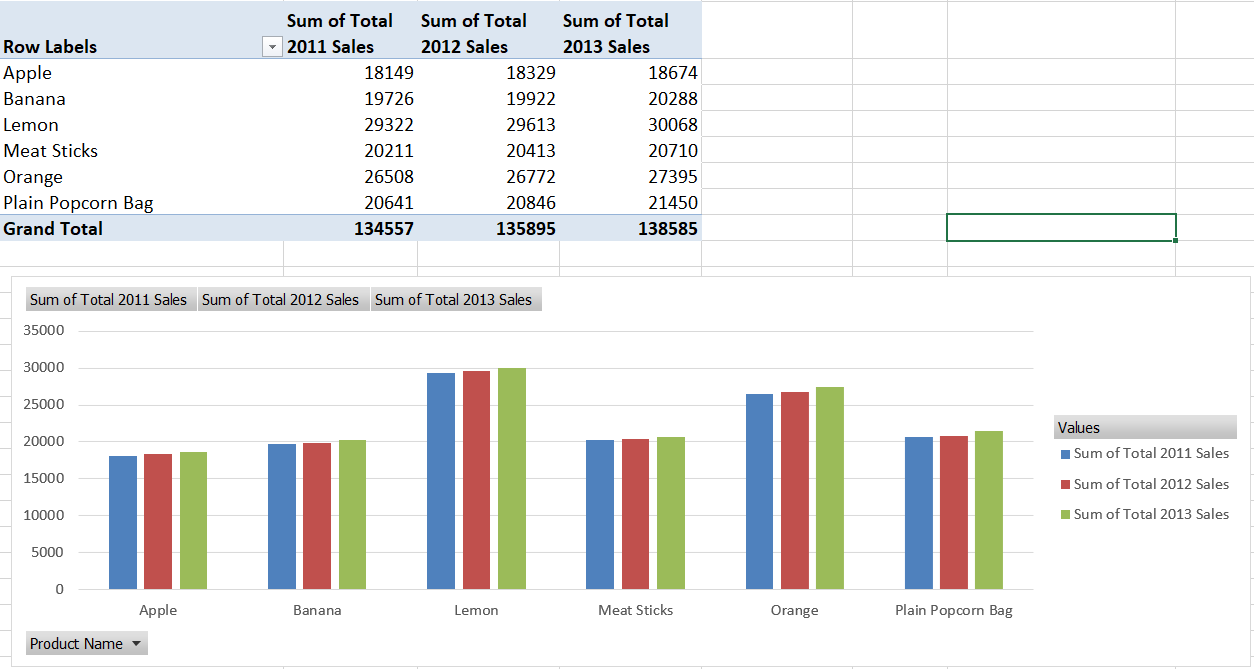 Sum of Total Sum of Total Sum of Total
Row Labels 2011 Sales 2012 Sales 2013 Sales
Apple 18149 18329 18674
Banana 19726 19922 20288
Lemon 29322 29613 30068
Meat Sticks 20211 20413 20710
Orange 26508 26772 27395
Plain Popcorn Bag 20641 20846 21450
Grand Total 134557 135895 138585
Sum of Total 2011 Sales Sum of Total 2012 Sales Sum of Total 2013 Sales
35000
30000
25000
20000
15000
10000
5000
0
Apple Banana Lemon Meat Sticks Orange Plain Popcorn Bag
Values
Sum of Total 2011 Sales
Sum of Total 2012 Sales
Sum of Total 2013 Sales
Product Name